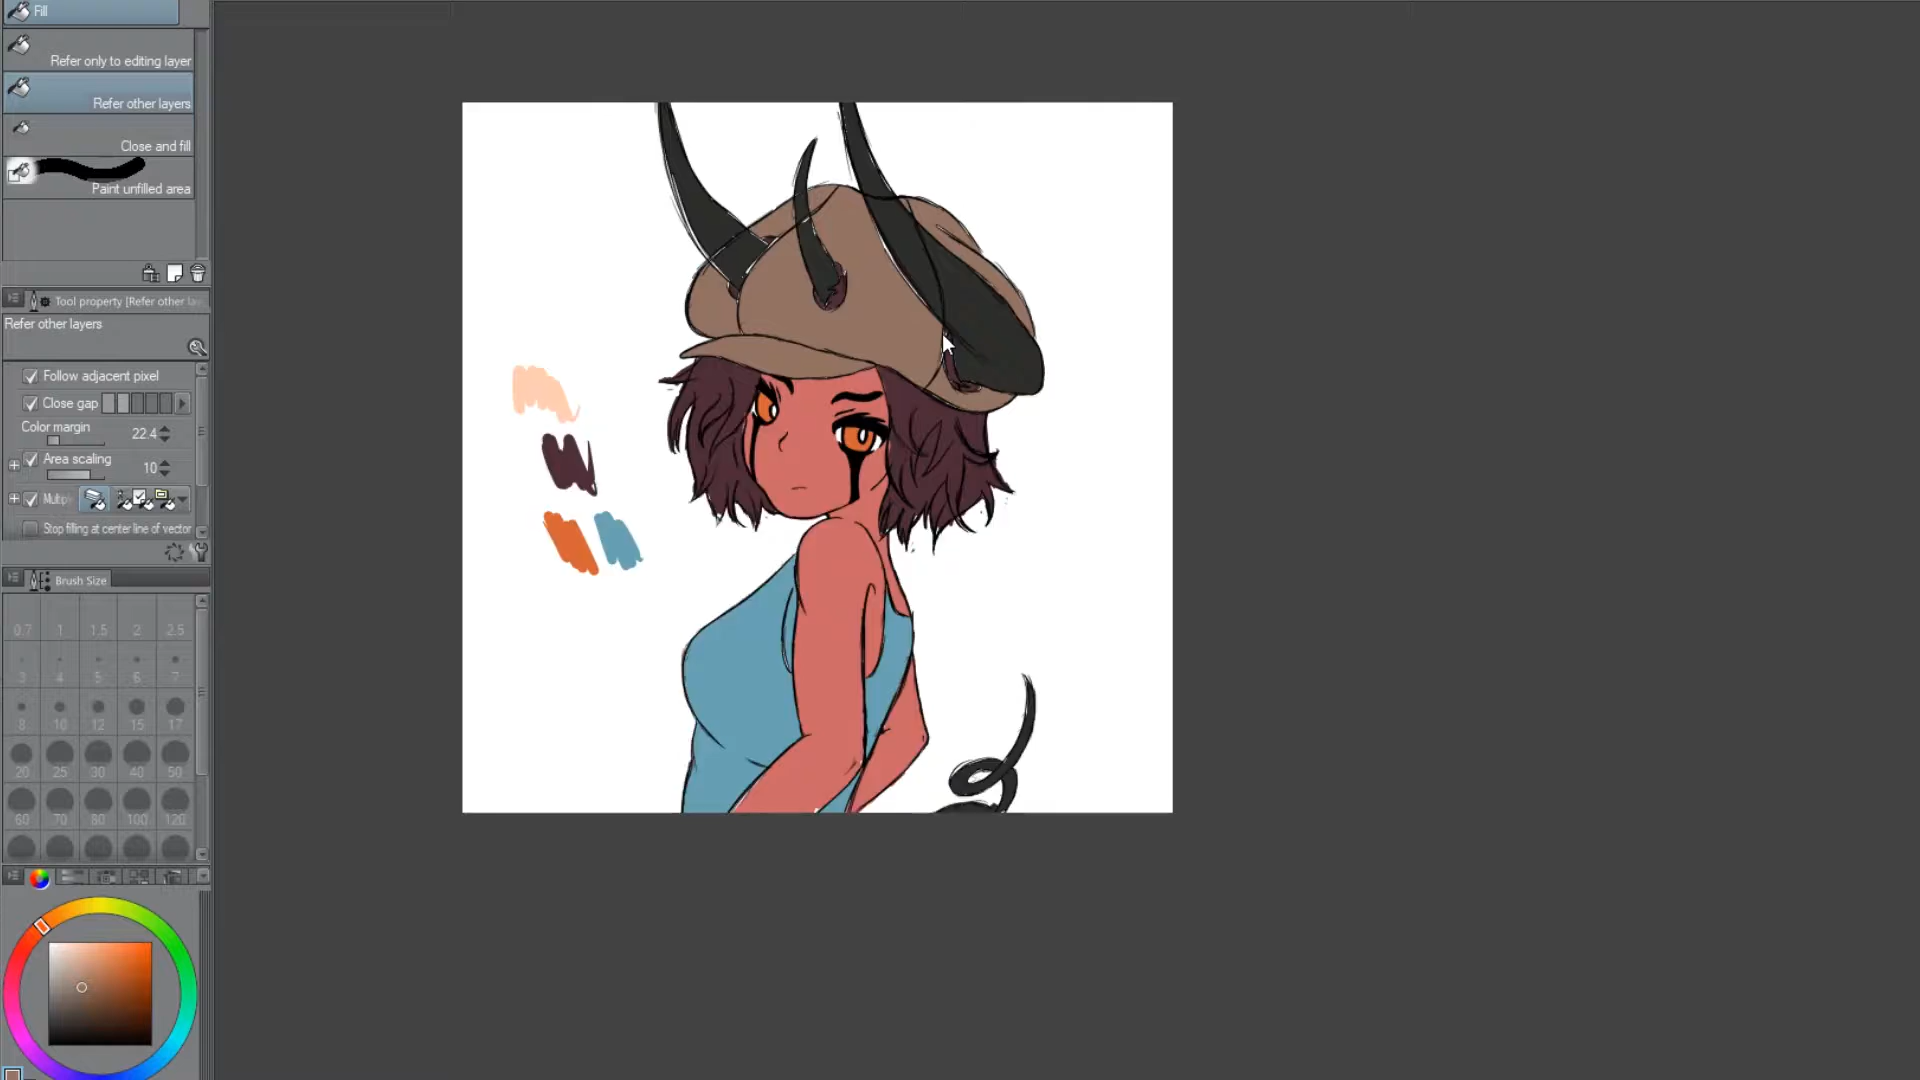 Fill
Refer only to editing layer
Refer other layers
Close and fill
Paint unfilled area
Tool property [Refer other la
Refer other layers
Follow adjacent pixel
Close gap
Color margin
22.4
Area scaling
10
Multip
Stop filling at center line of vector
Brush Size
0.7 1 1.5 2 2.5
3 4 5 6 7
8 10 12 15 17
20 25 30 40 50
60 70 80 100 120